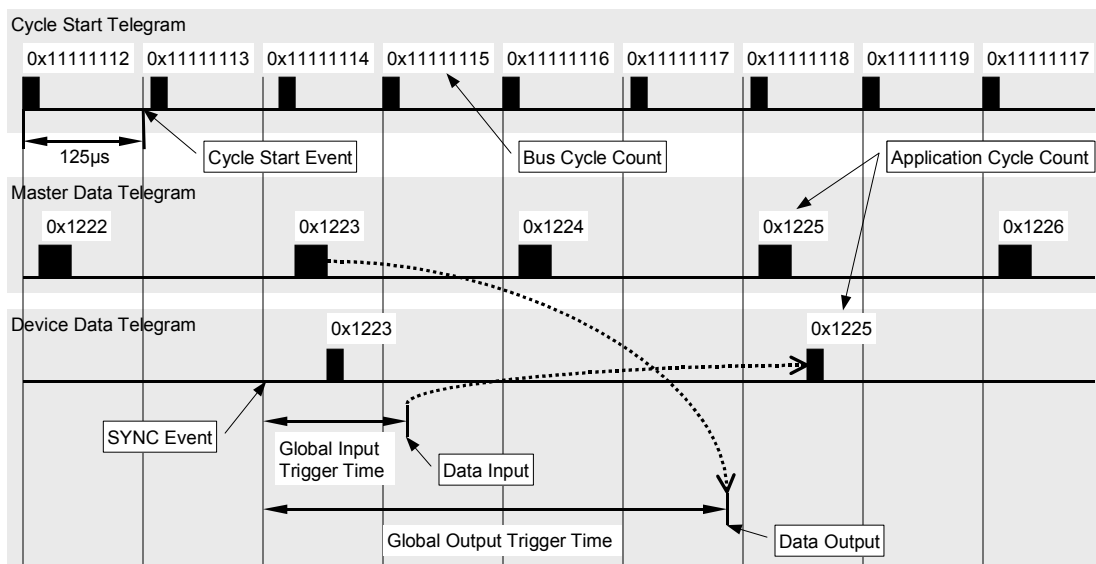 Cycle Start Telegram
0x11111112 0x11111113 0x11111114 0x11111115 0x11111116 0x11111117 0x11111118 0x11111119 0x11111117
125µs
Cycle Start Event
Bus Cycle Count
Application Cycle Count
Master Data Telegram
0x1222 0x1223 0x1224 0x1225 0x1226
Device Data Telegram
0x1223 0x1225
SYNC Event
Global Input
Trigger Time
Data Input
Global Output Trigger Time
Data Output